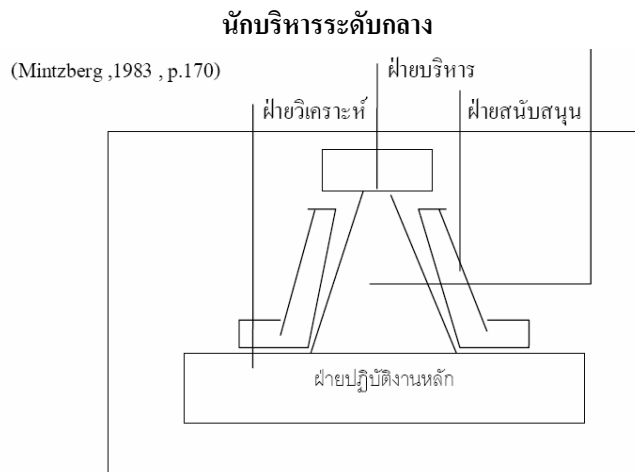 นักบริหารระดับกลาง
(Mintzberg ,1983 , p.170)
ฝ่ายบริหาร
ฝ่ายวิเคราะห์
ฝ่ายสนับสนุน
ฝ่ายปฏิบัติงานหลัก